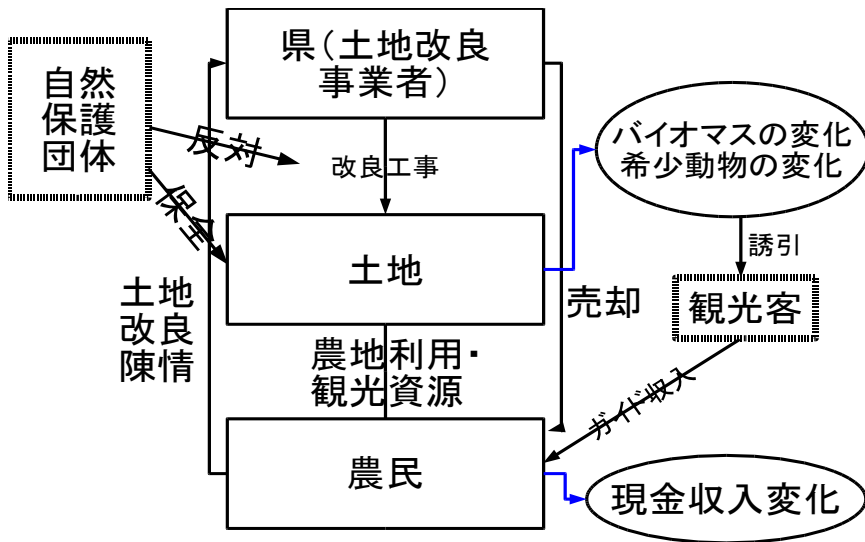 県（土地改良
事業者）
自然
保護
団体
反対
改良工事
バイオマスの変化
希少動物の変化
保全
土地
誘引
土地
改良
陳情
売却
観光客
農地利用・
観光資源
ガイド収入
農民
現金収入変化